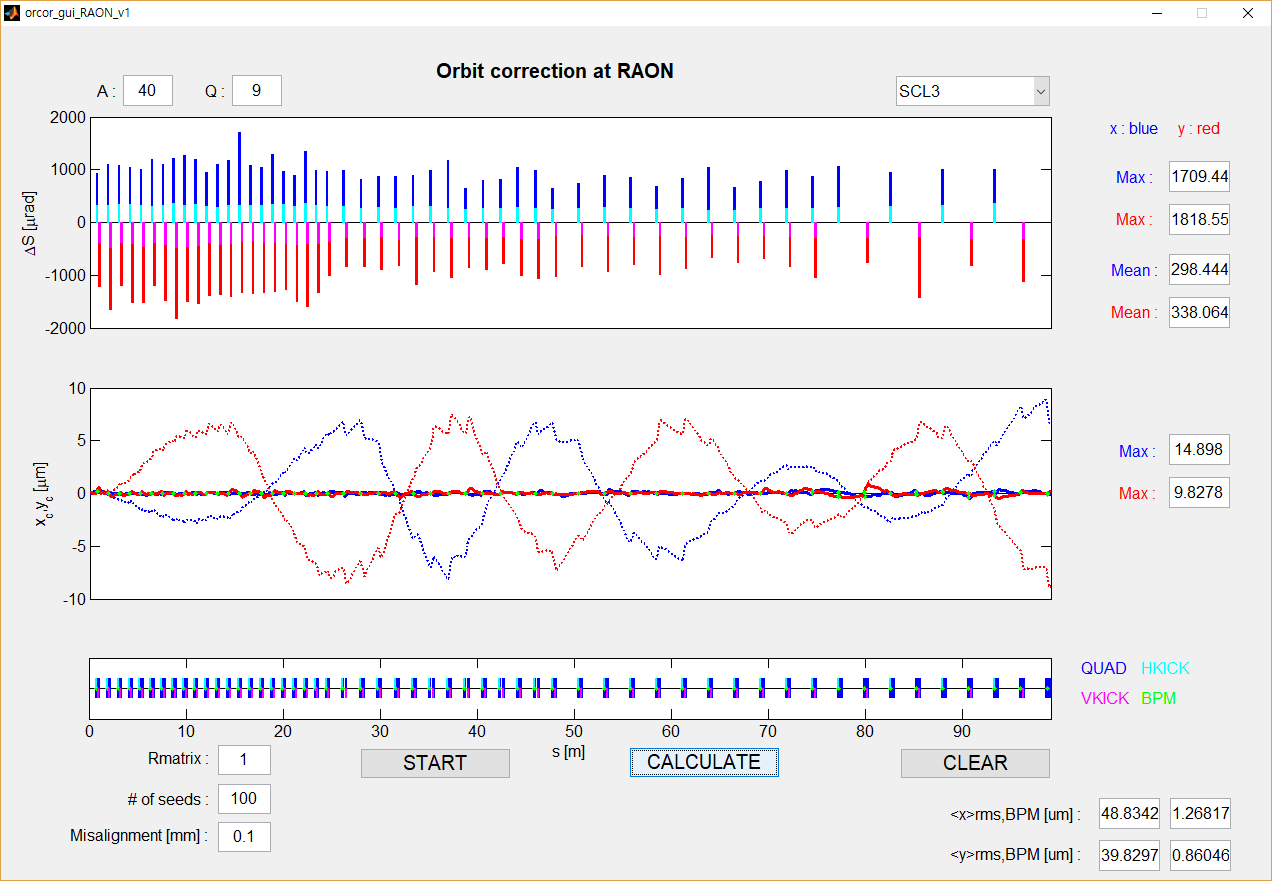 orcor_gui_RAON_v1
Orbit correction at RAON
A : 40 Q : 9 SCL3
2000
1000
0
-1000
-2000
ΔS [μrad]
x : blue y : red
Max : 1709.44
Max : 1818.55
Mean : 298.444
Mean : 338.064
10
5
0
-5
-10
xc,yc [μm]
Max : 14.898
Max : 9.8278
QUAD HKICK
VKICK BPM
0 10 20 30 40 50 60 70 80 90
s [m]
Rmatrix : 1
START CALCULATE CLEAR
# of seeds : 100
Misalignment [mm] : 0.1
<x>rms,BPM [um] : 48.8342 1.26817
<y>rms,BPM [um] : 39.8297 0.86046